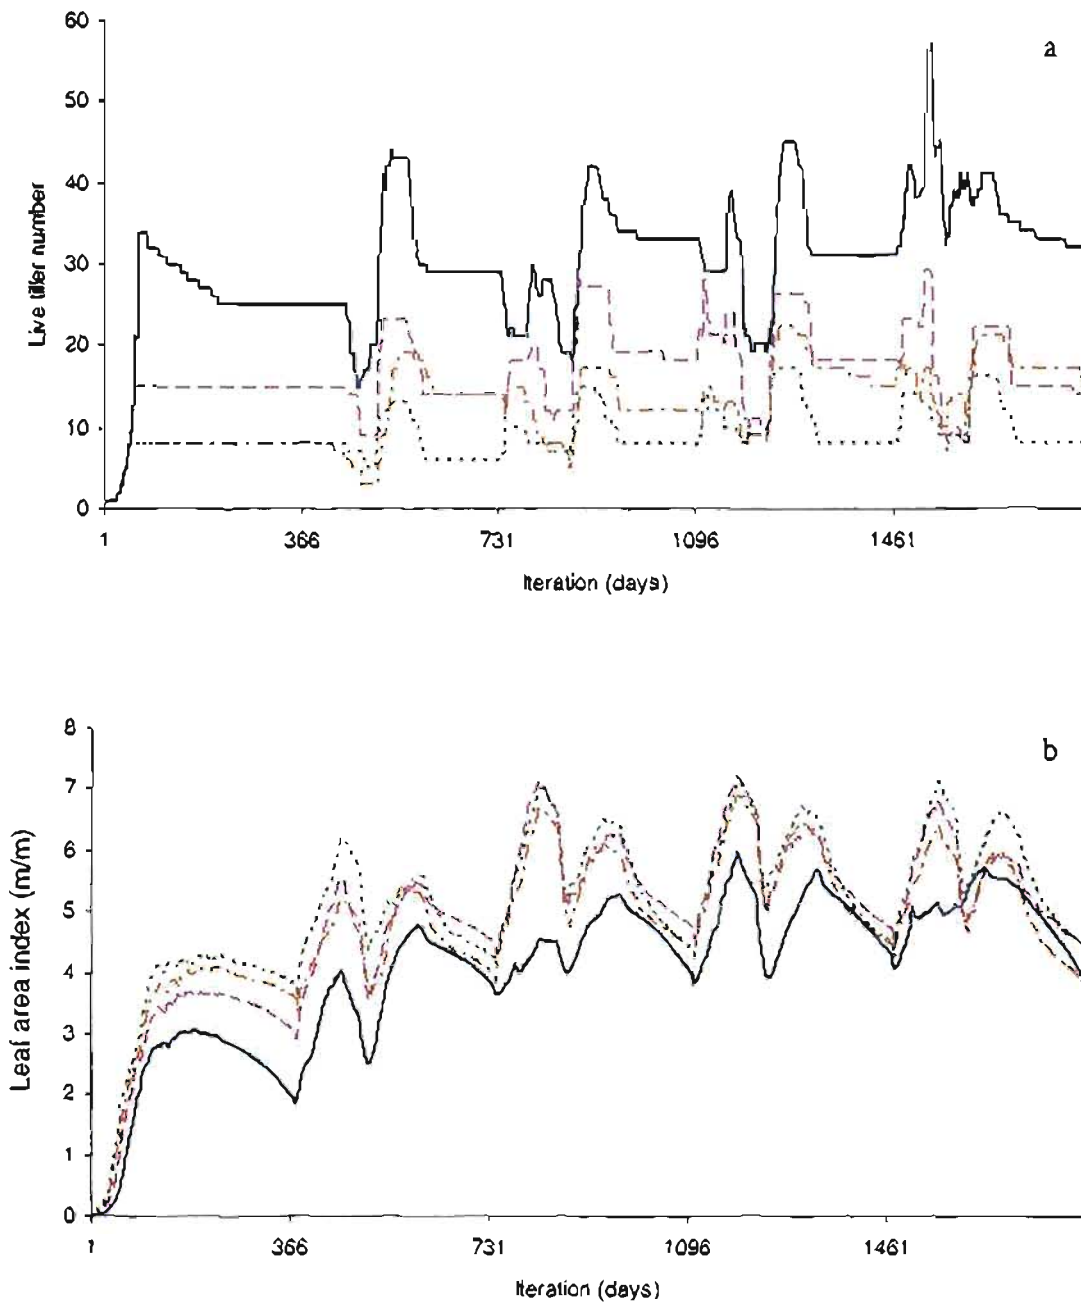 60
a
50
40
Live tiller number
30
20
10
0
1 366 731 1096 1461
Iteration (days)
8
b
7
6
5
Leaf area index (m/m)
4
3
2
1
0
1 366 731 1096 1461
Iteration (days)